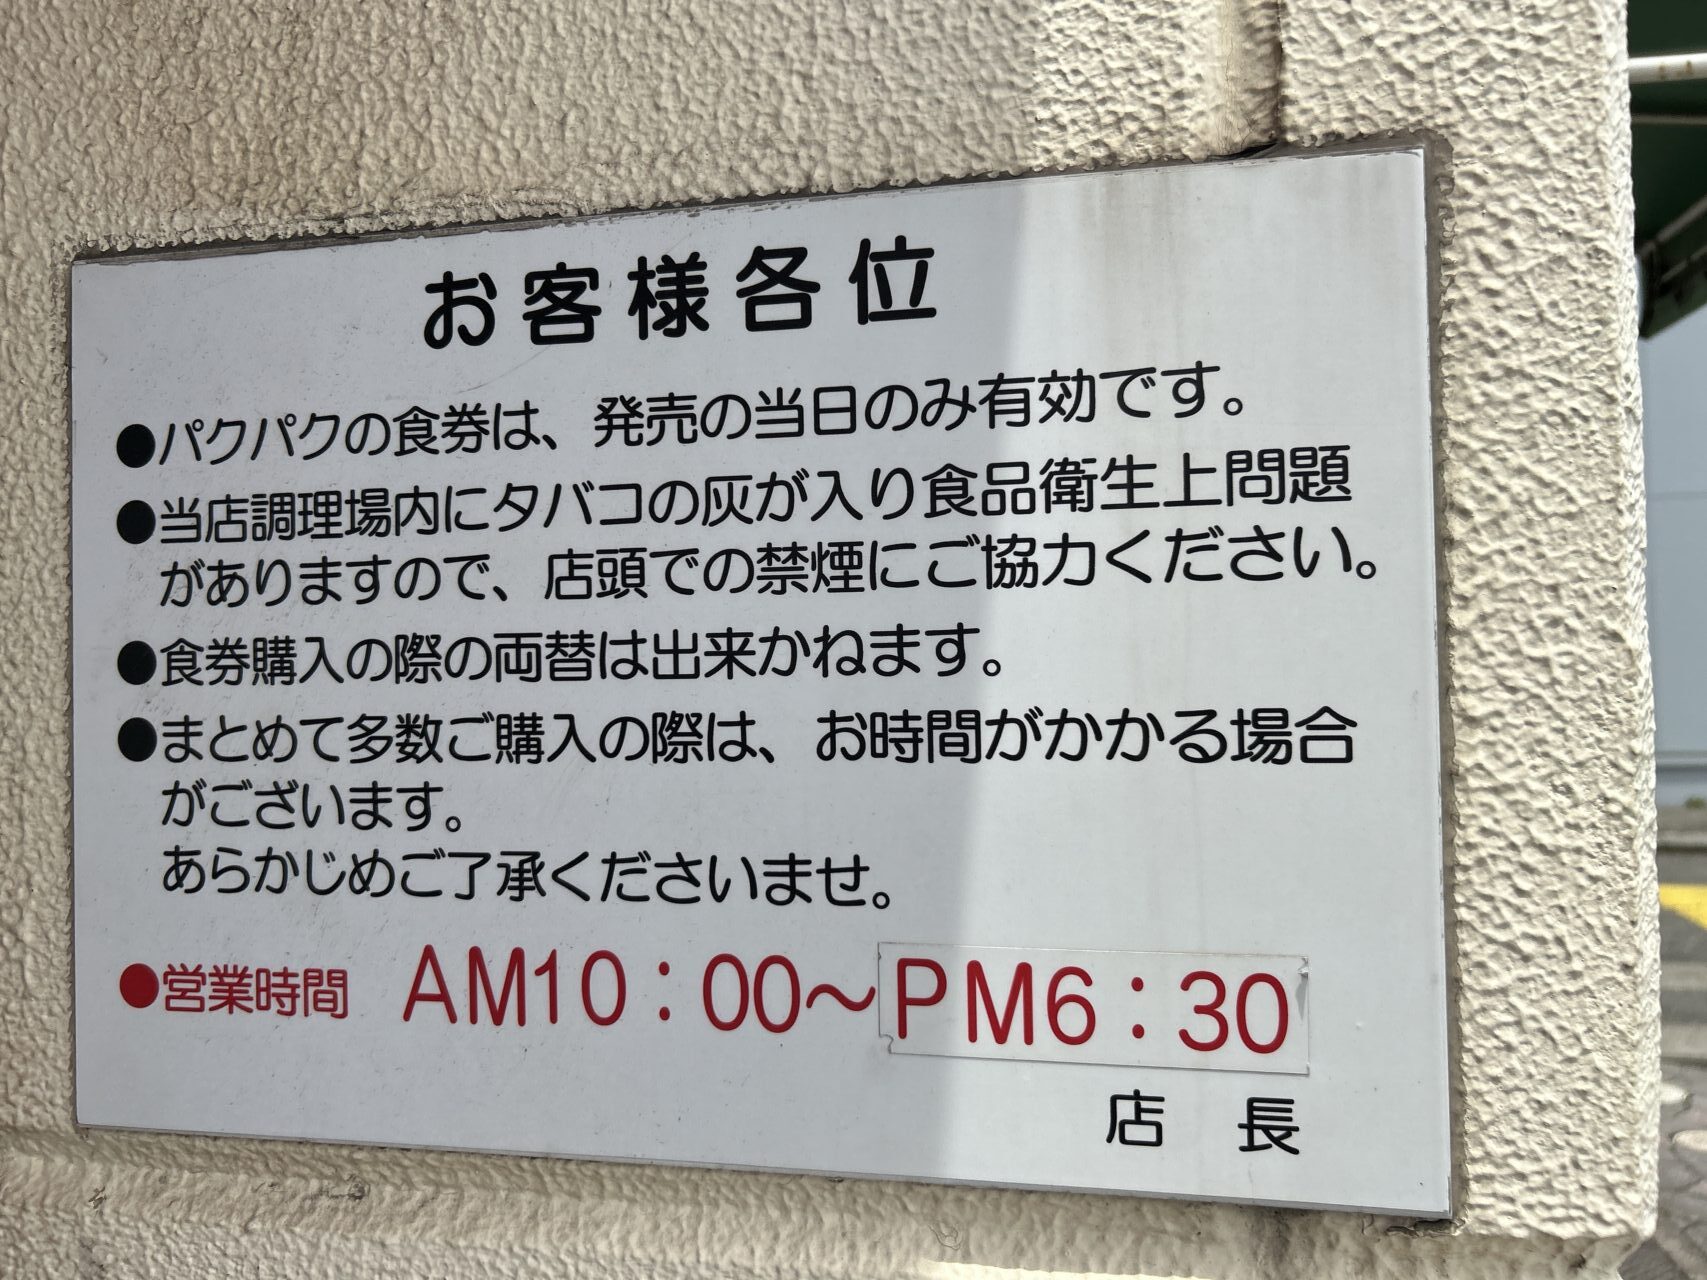 お客様各位
●パクパクの食券は、発売の当日のみ有効です。
●当店調理場内にタバコの灰が入り食品衛生上問題
がありますので、店頭での禁煙にご協力ください。
●食券購入の際の両替は出来かねます。
●まとめて多数ご購入の際は、お時間がかかる場合
がございます。
あらかじめご了承くださいませ。
●営業時間 AM10:00～PM6:30
店長